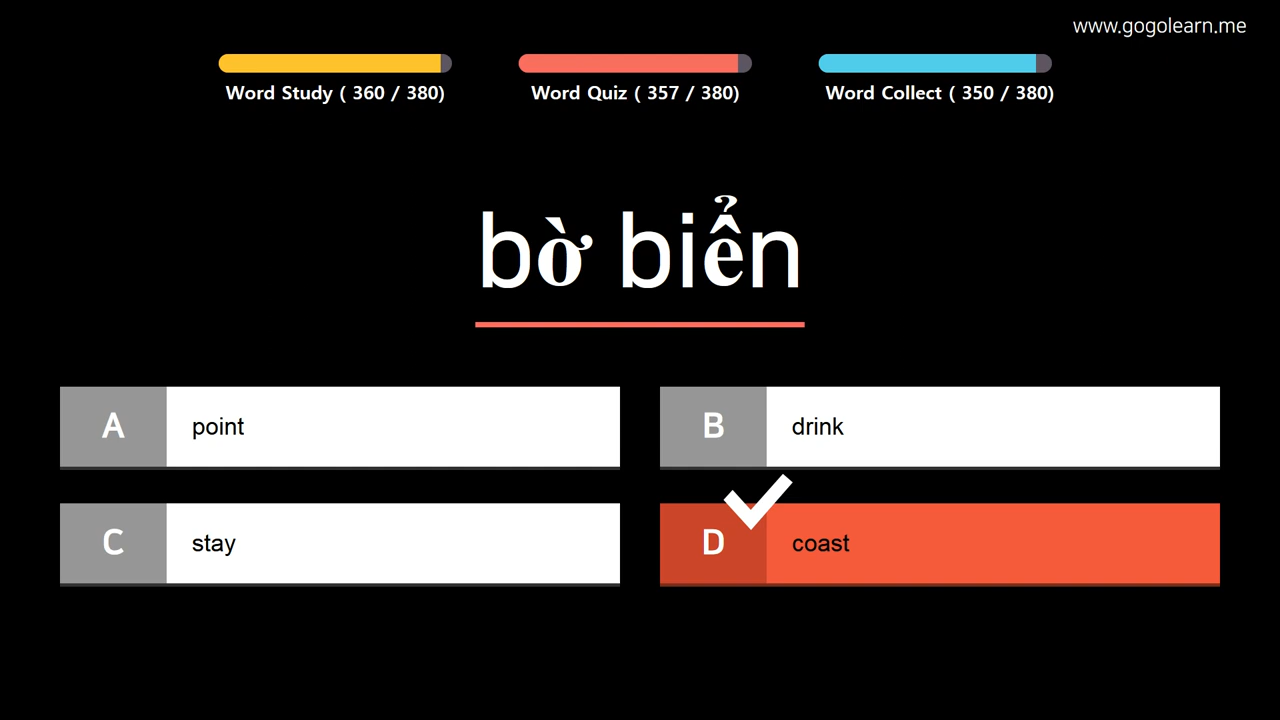 www.gogolearn.me
Word Study ( 360 / 380)
Word Quiz ( 357 / 380)
Word Collect ( 350 / 380)
bờ biển
A point
B drink
C stay
D coast